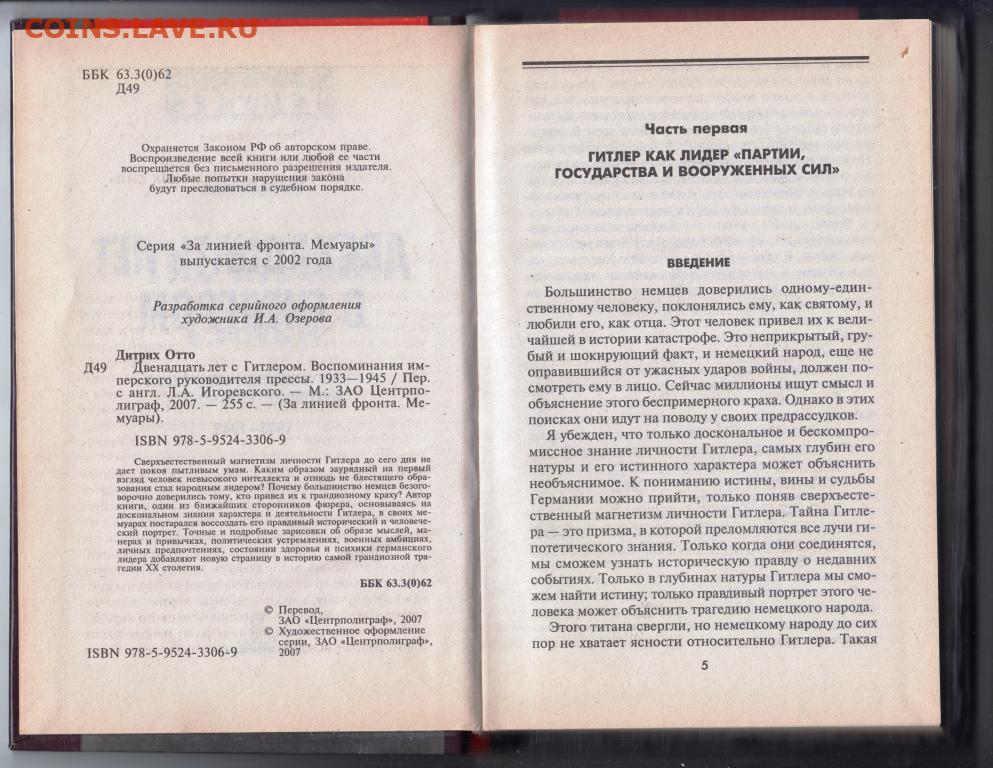 COINS.LAVE.RU
ББК 63.3(0)62
Д49
Охраняется Законом РФ об авторском праве.
Воспроизведение всей книги или любой ее части
воспрещается без письменного разрешения издателя.
Любые попытки нарушения закона
будут преследоваться в судебном порядке.
Серия «За линией фронта. Мемуары»
выпускается с 2002 года
Разработка серийного оформления
художника И.А. Озерова
Дитрих Отто
Д49 Двенадцать лет с Гитлером. Воспоминания им-
перского руководителя прессы. 1933—1945 / Пер.
с англ. Л.А. Игоревского. — М.: ЗАО Центрпо-
лиграф, 2007. — 255 с. — (За линией фронта. Ме-
муары).
ISBN 978-5-9524-3306-9
Сверхъестественный магнетизм личности Гитлера до сего дня не
дает покоя пытливым умам. Каким образом заурядный на первый
взгляд человек невысокого интеллекта и отнюдь не блестящего обра-
зования стал народным лидером? Почему большинство немцев безого-
ворочно доверились тому, кто привел их к грандиозному краху? Автор
книги, один из ближайших сторонников фюрера, основываясь на
доскональном знании характера и деятельности Гитлера, в своих ме-
муарах постарался воссоздать его правдивый исторический и человече-
ский портрет. Точные и подробные зарисовки об образе мыслей, ма-
нерах и привычках, политических устремлениях, военных амбициях,
личных предпочтениях, состоянии здоровья и психики германского
лидера добавляют новую страницу в историю самой грандиозной тра-
гедии XX столетия.
ББК 63.3(0)62
© Перевод,
ЗАО «Центрполиграф», 2007
© Художественное оформление
серии, ЗАО «Центрполиграф»,
ISBN 978-5-9524-3306-9 2007
Часть первая
ГИТЛЕР КАК ЛИДЕР «ПАРТИИ,
ГОСУДАРСТВА И ВООРУЖЕННЫХ СИЛ»
ВВЕДЕНИЕ
Большинство немцев доверились одному-един-
ственному человеку, поклонялись ему, как святому, и
любили его, как отца. Этот человек привел их к вели-
чайшей в истории катастрофе. Это неприкрытый, гру-
бый и шокирующий факт, и немецкий народ, еще не
оправившийся от ужасных ударов войны, должен по-
смотреть ему в лицо. Сейчас миллионы ищут смысл и
объяснение этого беспримерного краха. Однако в этих
поисках они идут на поводу у своих предрассудков.
Я убежден, что только доскональное и бескомпро-
миссное знание личности Гитлера, самых глубин его
натуры и его истинного характера может объяснить
необъяснимое. К пониманию истины, вины и судьбы
Германии можно прийти, только поняв сверхъесте-
ственный магнетизм личности Гитлера. Тайна Гитле-
ра — это призма, в которой преломляются все лучи ги-
потетического знания. Только когда они соединятся,
мы сможем узнать историческую правду о недавних
событиях. Только в глубинах натуры Гитлера мы смо-
жем найти истину; только правдивый портрет этого че-
ловека может объяснить трагедию немецкого народа.
Этого титана свергли, но немецкому народу до сих
пор не хватает ясности относительно Гитлера. Такая
5